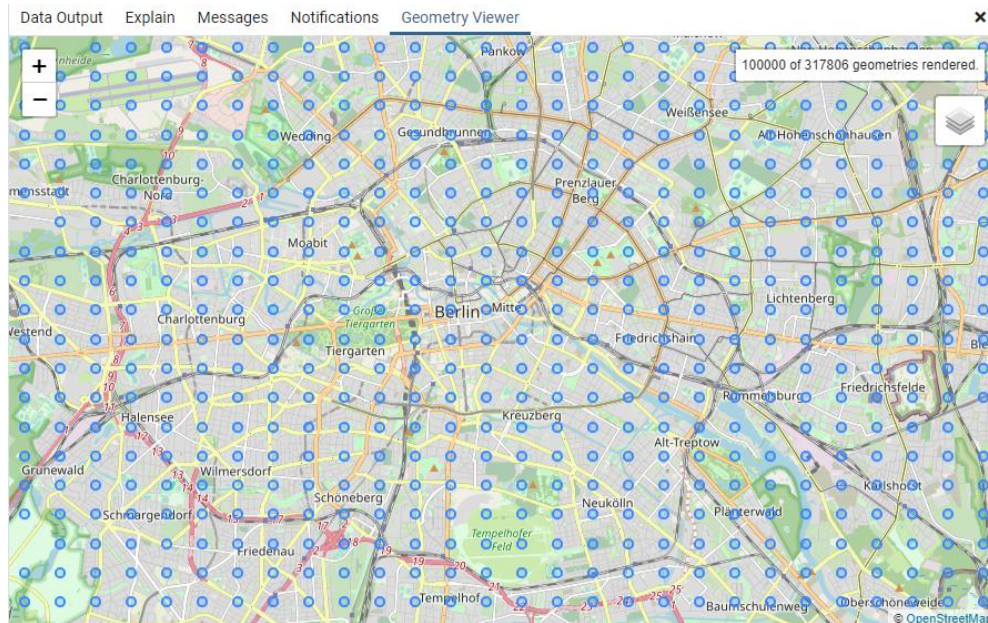 Data Output Explain Messages Notifications Geometry Viewer ×
+
−
100000 of 317806 geometries rendered.
Pankow
Weißensee
Wedding
Gesundbrunnen
Alt-Hohenschönhausen
Charlottenburg-
Nord
Prenzlauer
Berg
Moabit
Lichtenberg
Großer
Tiergarten
Berlin
Mitte
Charlottenburg
Westend
Tiergarten
Friedrichshain
Friedrichsfelde
Rummelsburg
Halensee
Kreuzberg
Alt-Treptow
Grunewald
Wilmersdorf
Karlshorst
Schöneberg
Neukölln
Schmargendorf
Plänterwald
Tempelhofer
Feld
Friedenau
Tempelhof
Baumschulenweg
Oberschöneweide
© OpenStreetMap